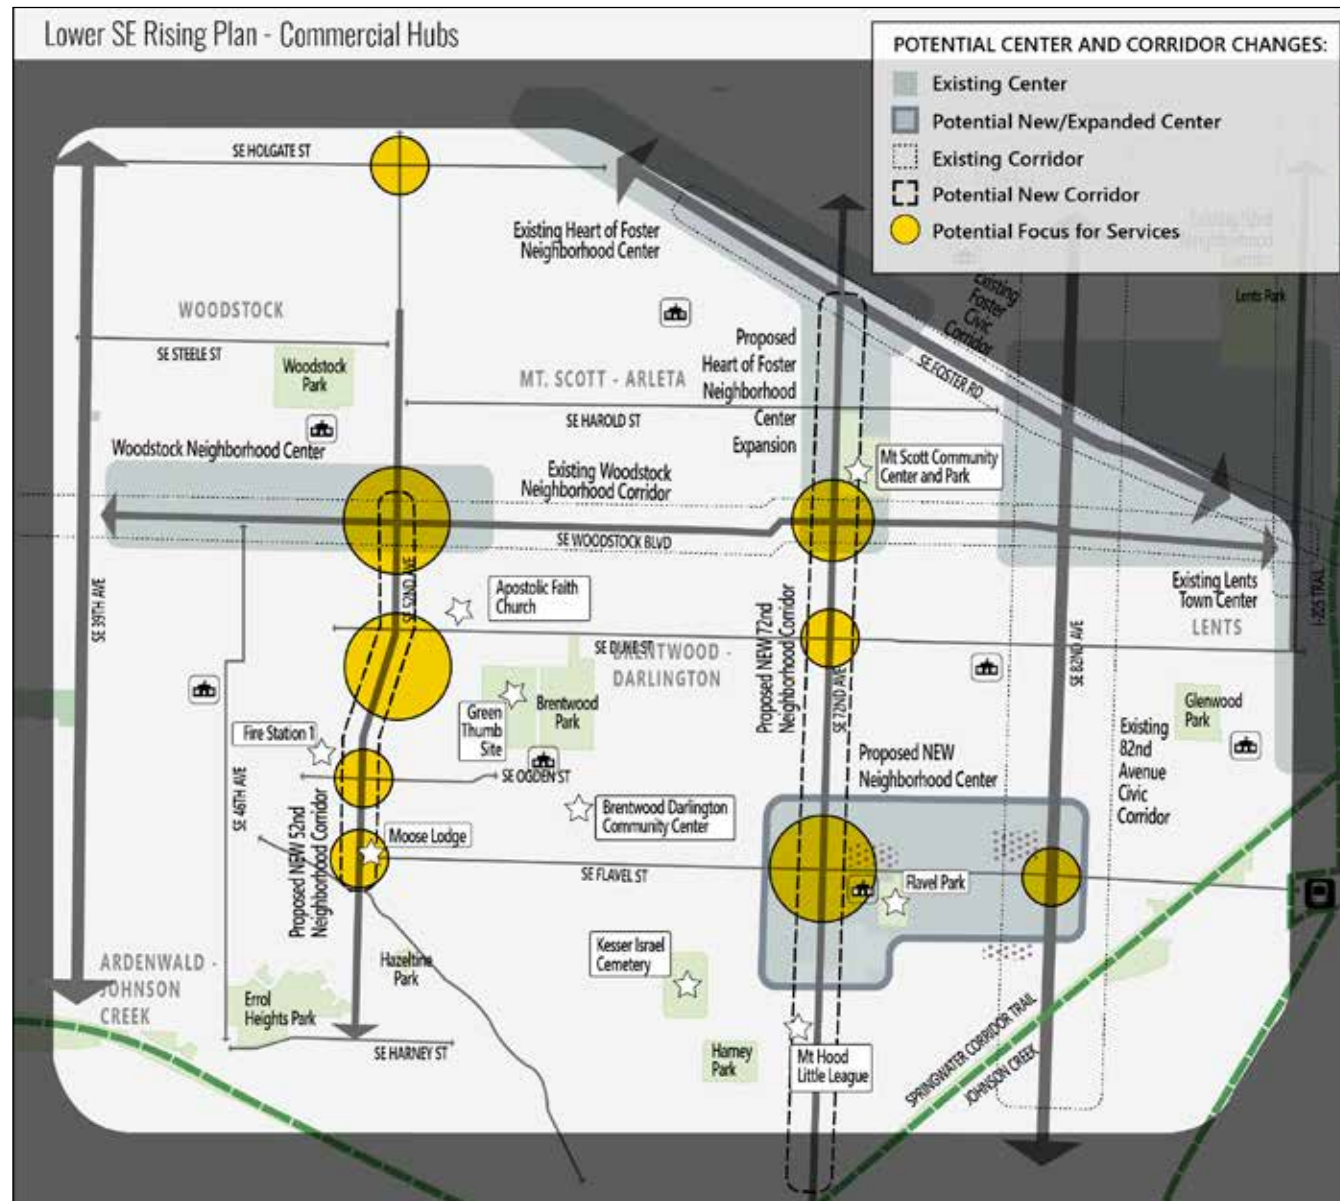 Lower SE Rising Plan - Commercial Hubs
POTENTIAL CENTER AND CORRIDOR CHANGES:
Existing Center
Potential New/Expanded Center
Existing Corridor
Potential New Corridor
Potential Focus for Services
SE HOLGATE ST
Existing Heart of Foster
Neighborhood Center
Existing
Foster
Civic
Corridor
Lents Park
WOODSTOCK
SE STEELE ST
Woodstock
Park
MT. SCOTT - ARLETA
Proposed
Heart of Foster
Neighborhood
Center
Expansion
SE FOSTER RD
SE HAROLD ST
Woodstock Neighborhood Center
Existing Woodstock
Neighborhood Corridor
Mt Scott Community
Center and Park
SE WOODSTOCK BLVD
SE 39TH AVE
SE 52ND AVE
Apostolic Faith
Church
Existing Lents
Town Center
LENTS
I-205 TRAIL
SE DUKE ST
BRENTWOOD -
DARLINGTON
Proposed NEW 72nd
Neighborhood Corridor
SE 72ND AVE
SE 82ND AVE
Green
Thumb
Site
Brentwood
Park
Glenwood
Park
Fire Station 1
SE OGDEN ST
Existing
82nd
Avenue
Civic
Corridor
Proposed NEW
Neighborhood Center
SE 46TH AVE
Proposed NEW 52nd
Neighborhood Corridor
Brentwood Darlington
Community Center
Moose Lodge
SE FLAVEL ST
Flavel Park
Kesser Israel
Cemetery
ARDENWALD -
JOHNSON
CREEK
Hazeltine
Park
Errol
Heights Park
SE HARNEY ST
Harney
Park
Mt Hood
Little League
SPRINGWATER CORRIDOR TRAIL
JOHNSON CREEK